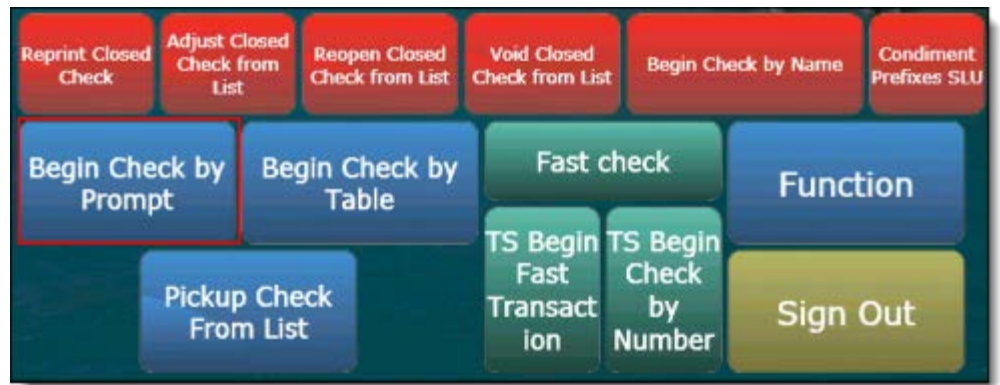 Reprint Closed
Check
Adjust Closed
Check from
List
Reopen Closed
Check from List
Void Closed
Check from List
Begin Check by Name
Condiment
Prefixes SLU
Begin Check by
Prompt
Begin Check by
Table
Fast check
Function
TS Begin
Fast
Transact
ion
TS Begin
Check
by
Number
Pickup Check
From List
Sign Out